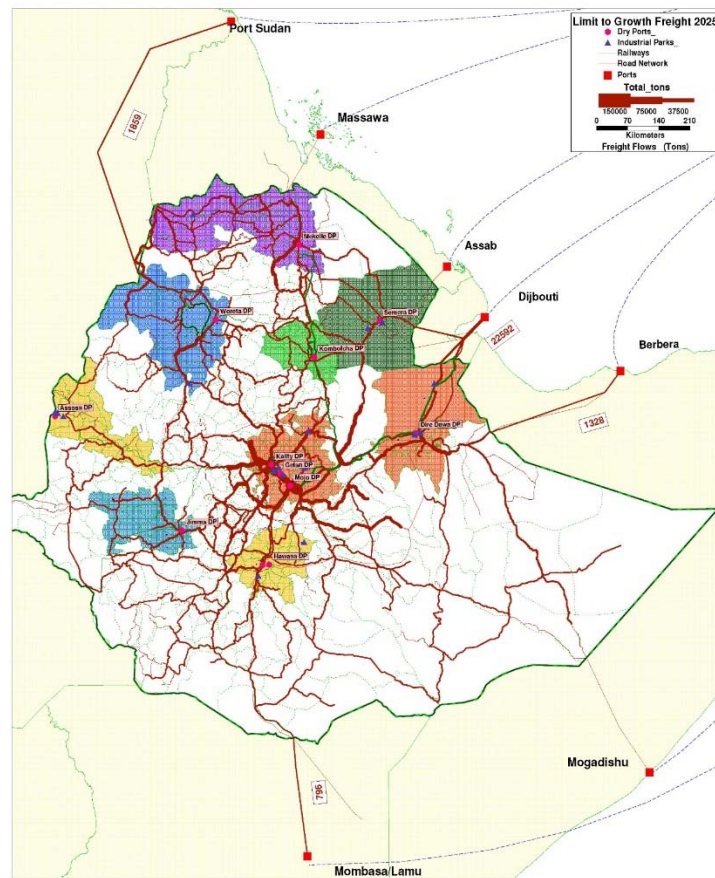 Limit to Growth Freight 2025
Dry Ports_
Industrial Parks_
Railways
Road Network
Ports
Total_tons
150000 75000 37500
0 70 140 210
Kilometers
Freight Flows (Tons)
Port Sudan
1859
Massawa
Mekelle DP
Assab
Woreta DP
Semera DP
Dijbouti
22592
Kombolcha DP
Berbera
1328
Assosa DP
Dire Dawa DP
Kality DP
Gelan DP
Mojo DP
Hawassa DP
Mogadishu
796
Mombasa/Lamu